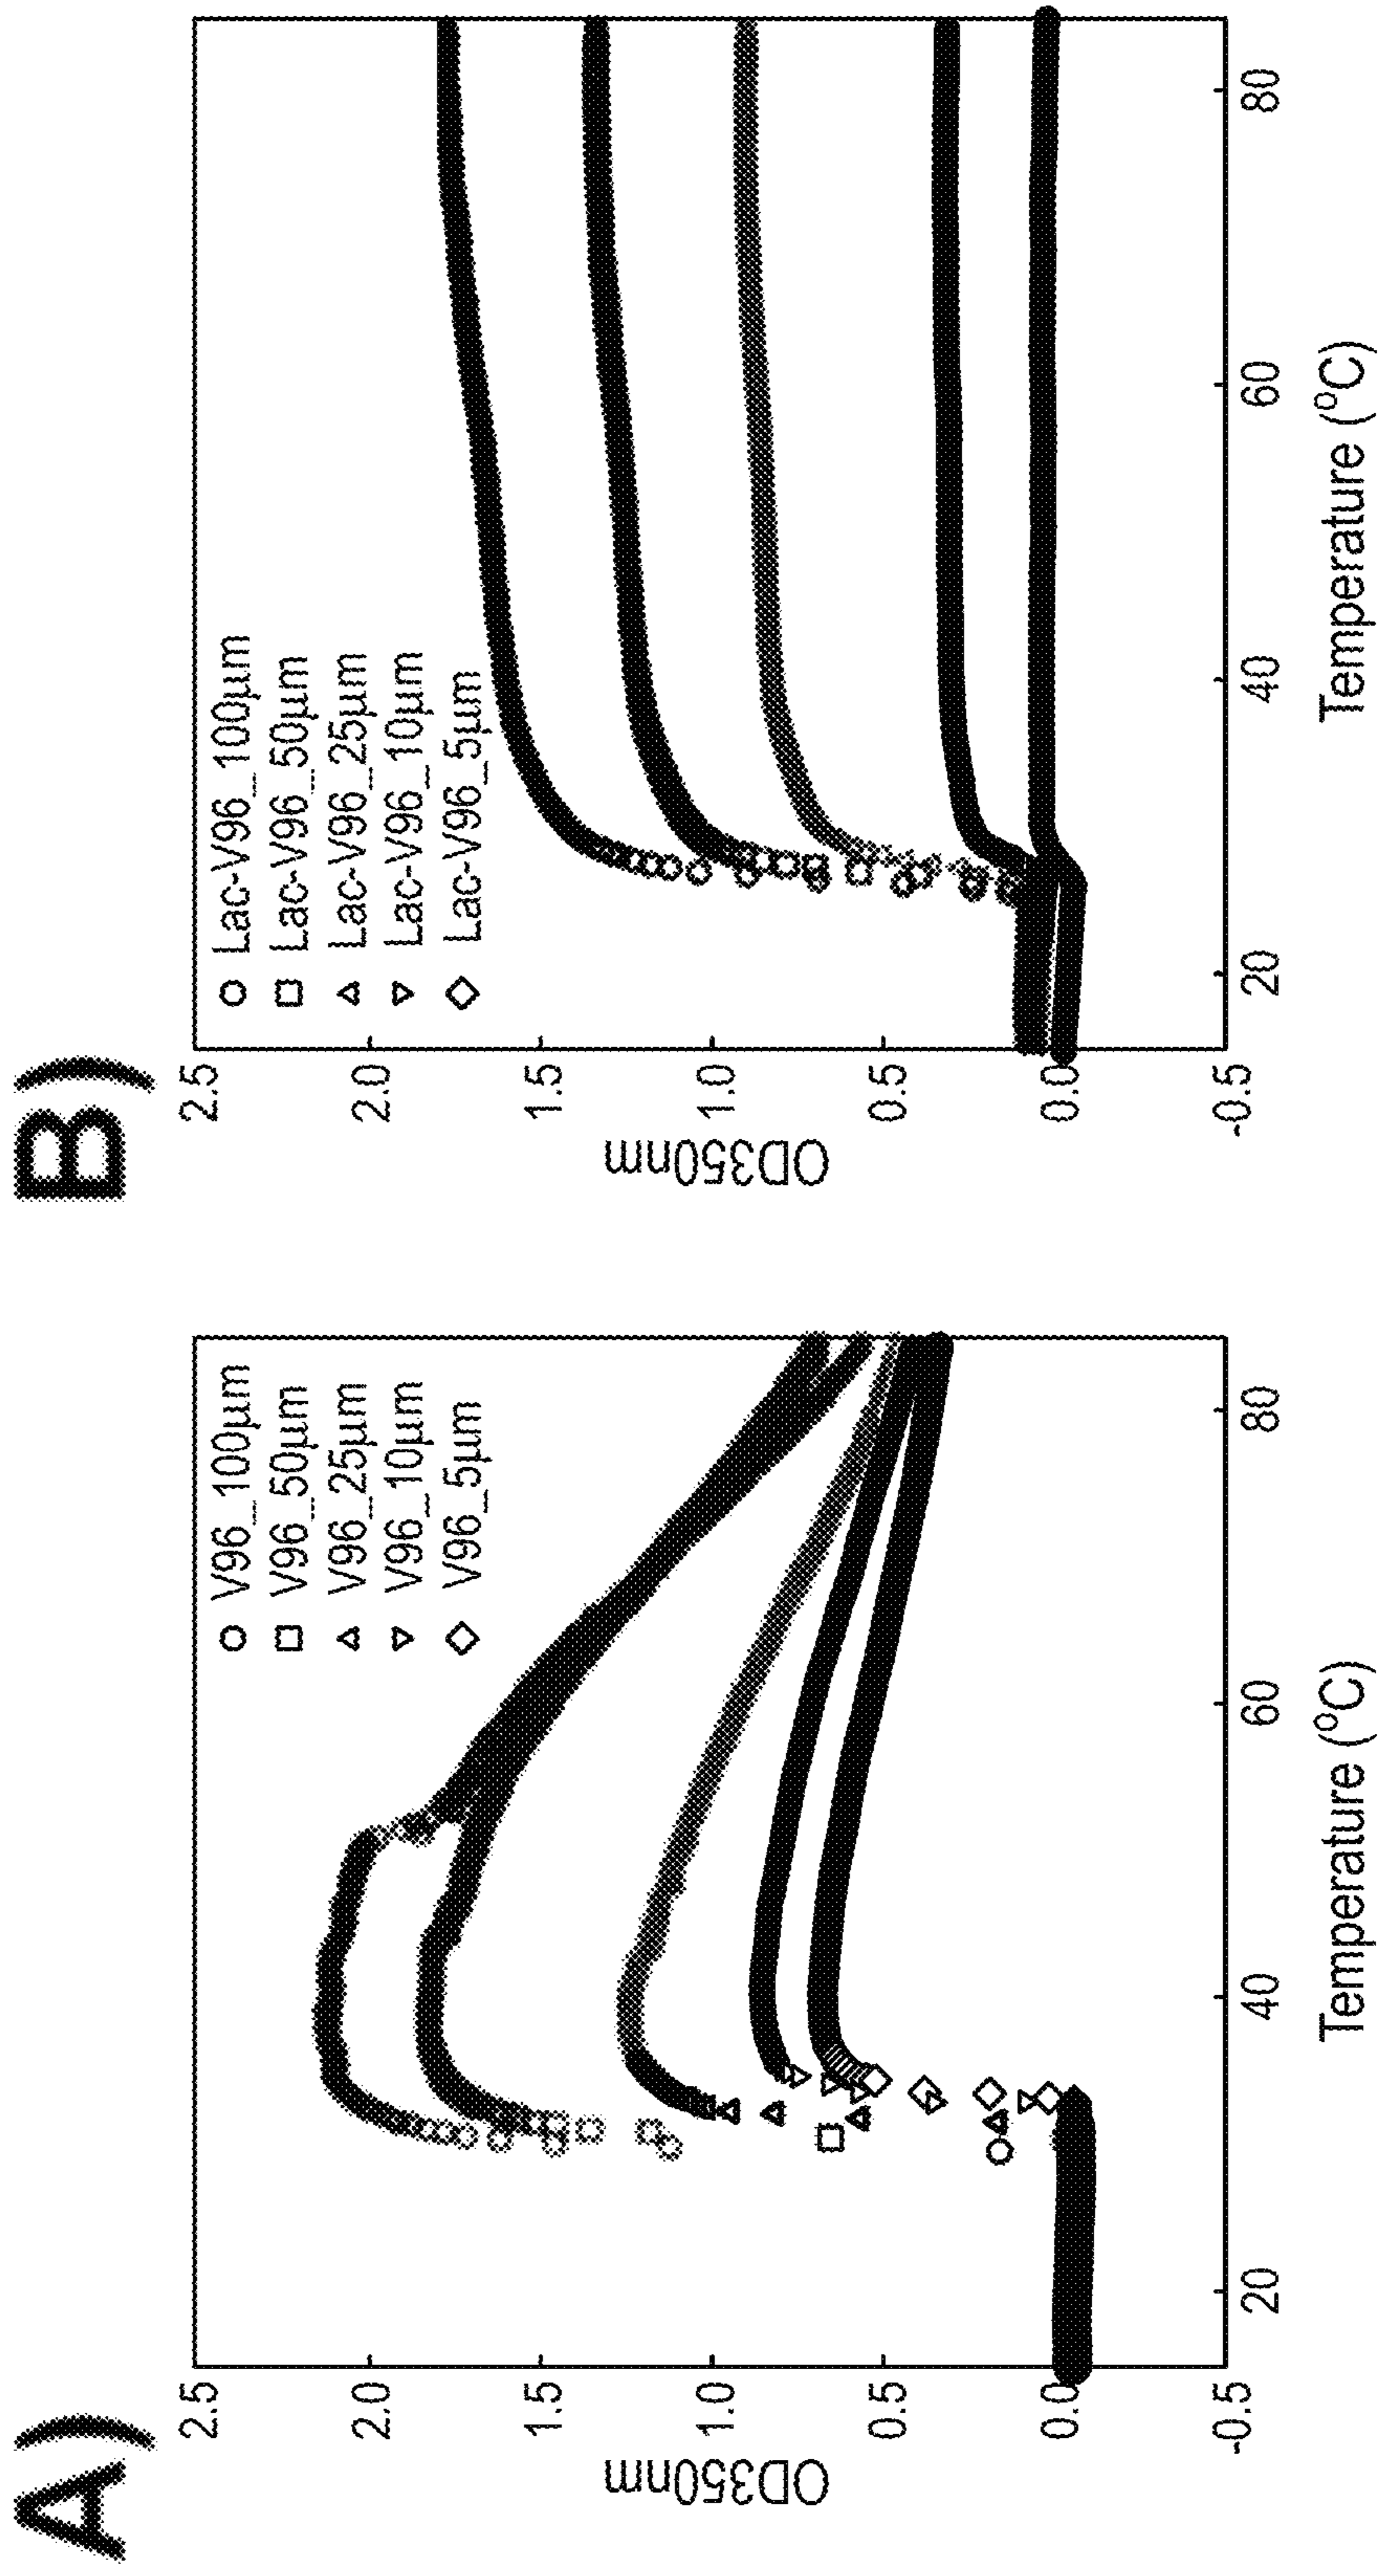 A)
OD350nm
2.5
2.0
1.5
1.0
0.5
0.0
-0.5
20
40
60
80
Temperature (°C)
V96_100µm
V96_50µm
V96_25µm
V96_10µm
V96_5µm
B)
OD350nm
2.5
2.0
1.5
1.0
0.5
0.0
-0.5
20
40
60
80
Temperature (°C)
Lac-V96_100µm
Lac-V96_50µm
Lac-V96_25µm
Lac-V96_10µm
Lac-V96_5µm